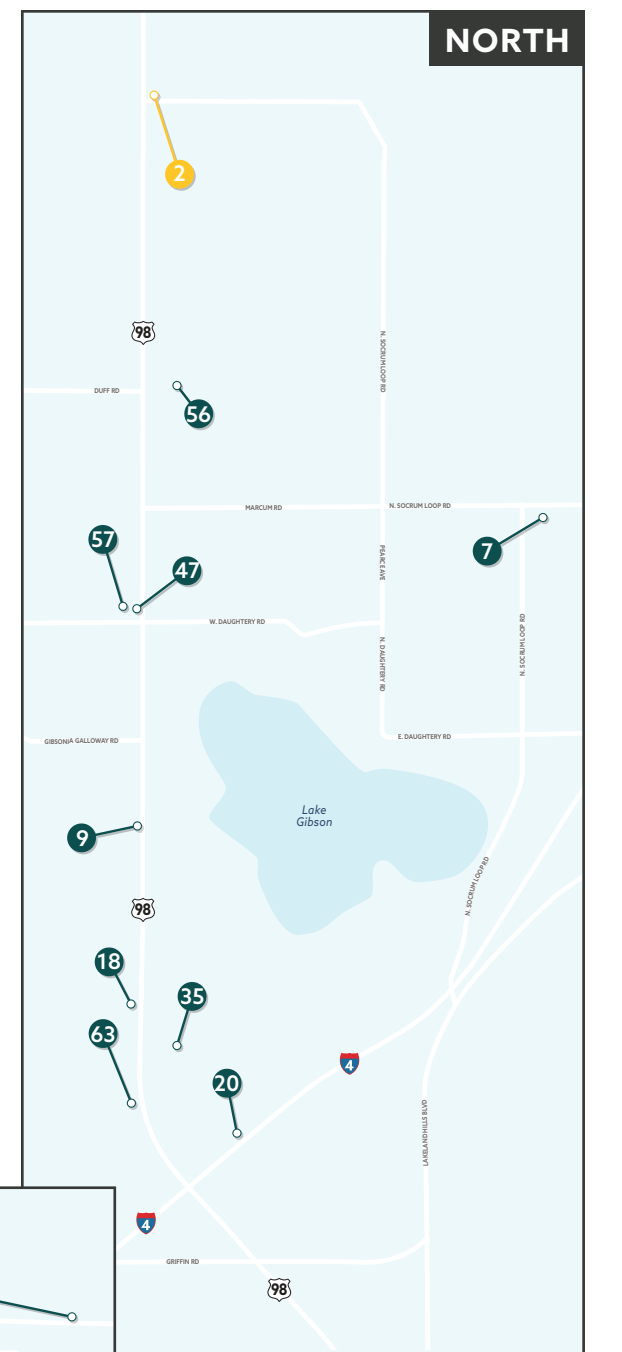 NORTH
2
98
N. SOCRUM LOOP RD
DUFF RD
56
MARCUM RD
N. SOCRUM LOOP RD
57
47
PEARCE AVE
7
W. DAUGHTERY RD
N. SOCRUM LOOP RD
N. DAUGHTERY RD
GIBSONIA GALLOWAY RD
E. DAUGHTERY RD
Lake
Gibson
9
N. SOCRUM LOOP RD
98
18
35
63
4
20
LAKELAND HILLS BLVD
4
GRIFFIN RD
98